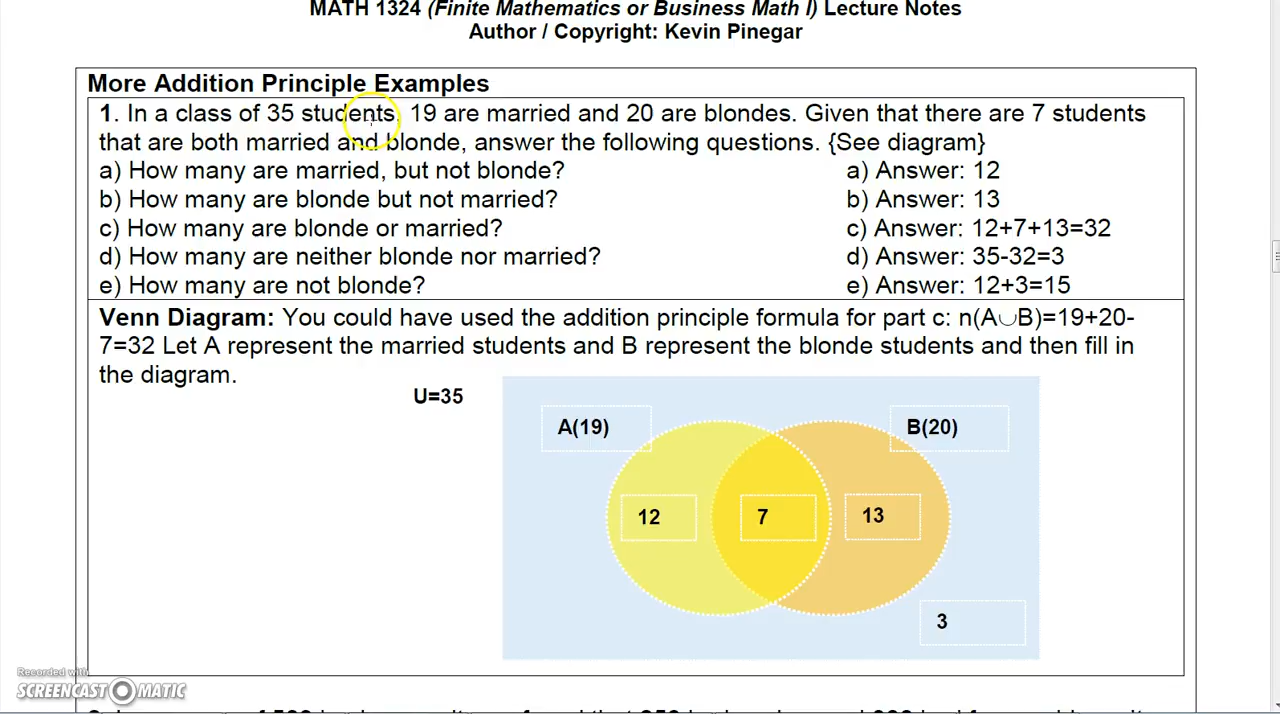 MATH 1324 (Finite Mathematics or Business Math I) Lecture Notes
Author / Copyright: Kevin Pinegar
More Addition Principle Examples
1. In a class of 35 students, 19 are married and 20 are blondes. Given that there are 7 students
that are both married and blonde, answer the following questions. {See diagram}
a) How many are married, but not blonde? a) Answer: 12
b) How many are blonde but not married? b) Answer: 13
c) How many are blonde or married? c) Answer: 12+7+13=32
d) How many are neither blonde nor married? d) Answer: 35-32=3
e) How many are not blonde? e) Answer: 12+3=15
Venn Diagram: You could have used the addition principle formula for part c: n(A∪B)=19+20-
7=32 Let A represent the married students and B represent the blonde students and then fill in
the diagram.
U=35
A(19) B(20)
12 7 13
3
Recorded with
SCREENCAST-O-MATIC